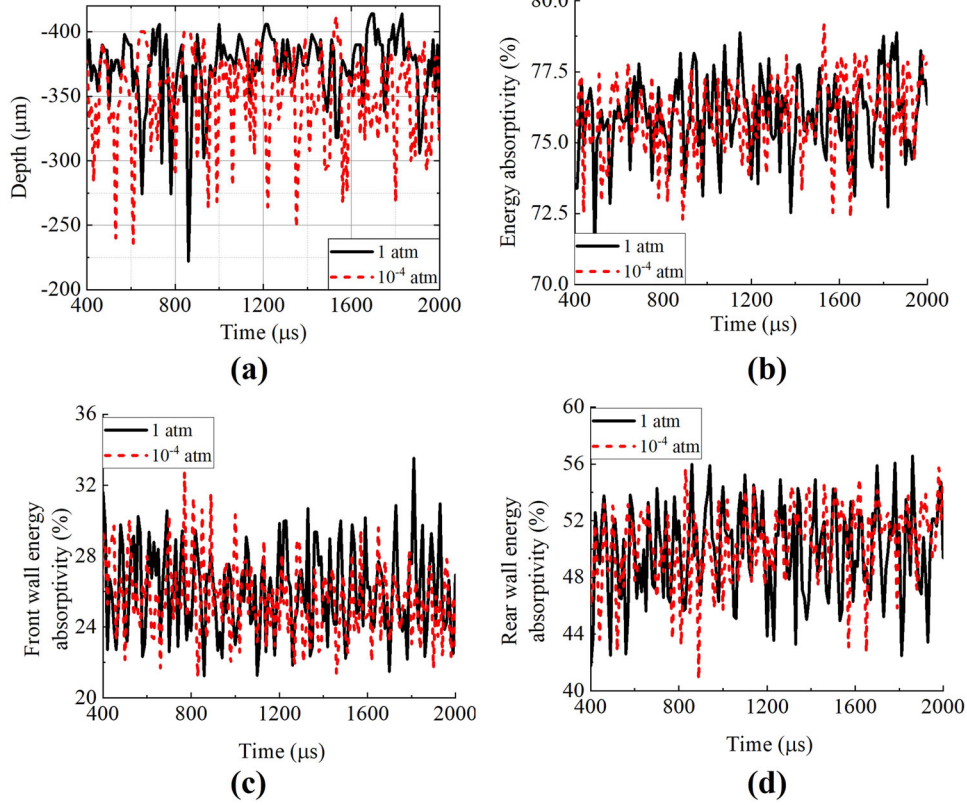 -400
-350
-300
-250
-200
Depth (μm)
1 atm
10⁻⁴ atm
400 800 1200 1600 2000
Time (μs)
(a)
80.0
77.5
75.0
72.5
70.0
Energy absorptivity (%)
1 atm
10⁻⁴ atm
400 800 1200 1600 2000
Time (μs)
(b)
36
32
28
24
20
Front wall energy
absorptivity (%)
1 atm
10⁻⁴ atm
400 800 1200 1600 2000
Time (μs)
(c)
60
56
52
48
44
40
Rear wall energy
absorptivity (%)
1 atm
10⁻⁴ atm
400 800 1200 1600 2000
Time (μs)
(d)